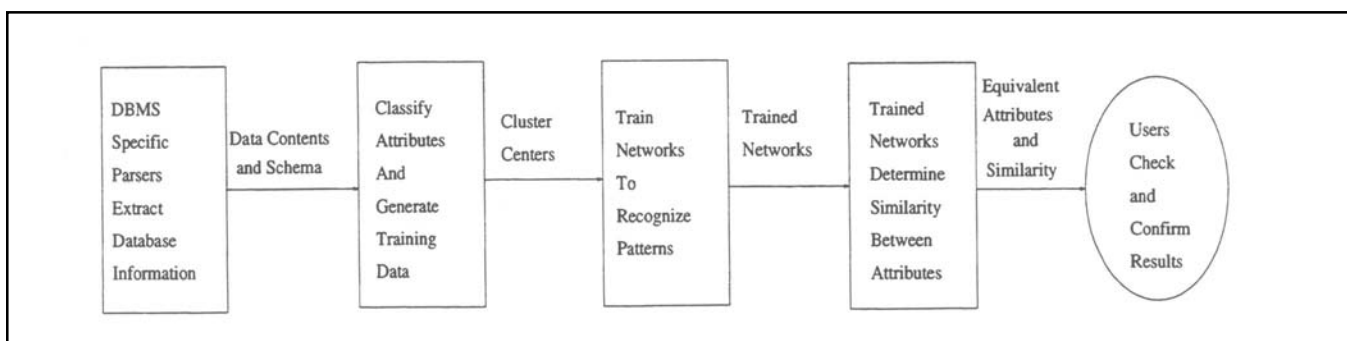 DBMS
Specific
Parsers
Extract
Database
Information
Data Contents
and Schema
Classify
Attributes
And
Generate
Training
Data
Cluster
Centers
Train
Networks
To
Recognize
Patterns
Trained
Networks
Trained
Networks
Determine
Similarity
Between
Attributes
Equivalent
Attributes
and
Similarity
Users
Check
and
Confirm
Results